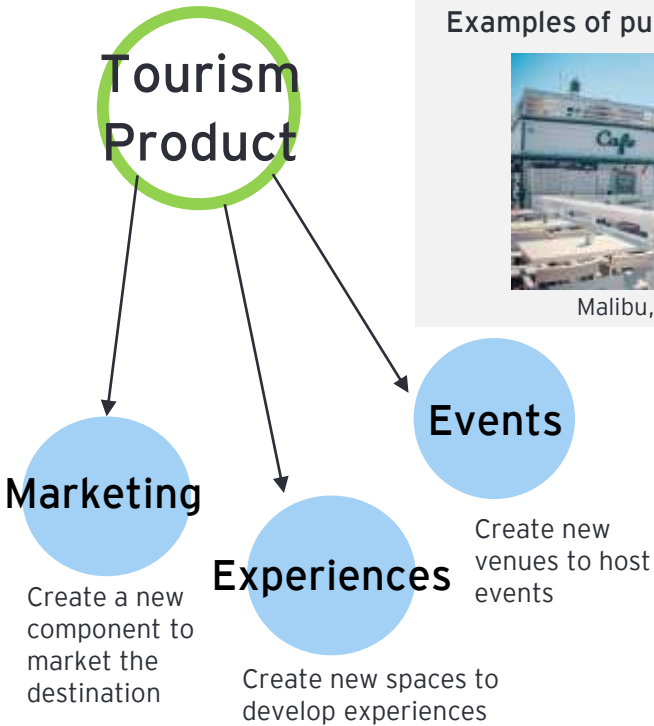 Examples of pu
Tourism
Product
Cafe
Malibu,
Events
Marketing
Create new
venues to host
events
Experiences
Create a new
component to
market the
destination
Create new spaces to
develop experiences